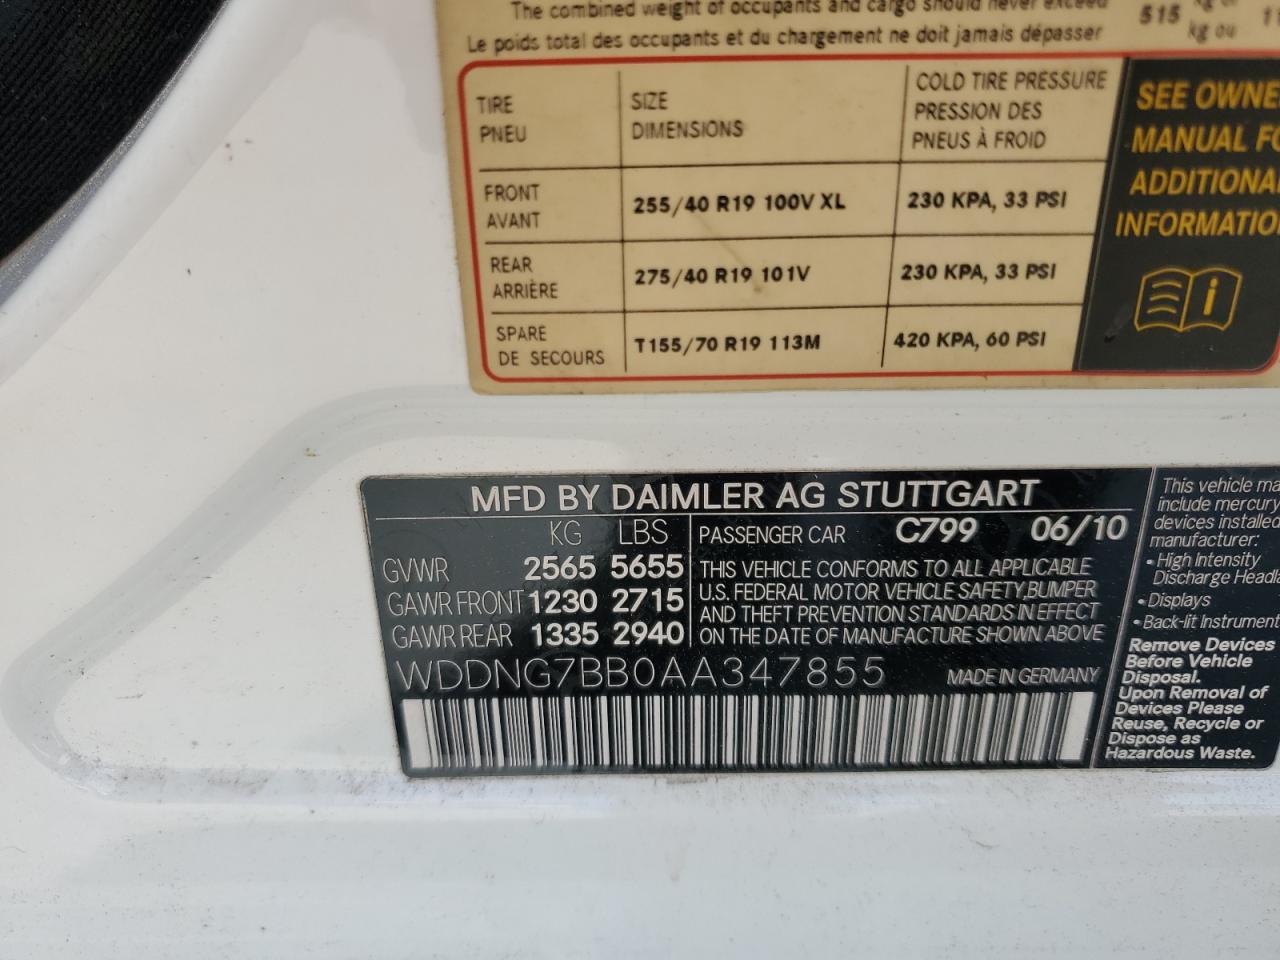 The combined weight of occupants and cargo should never exceed
Le poids total des occupants et du chargement ne doit jamais dépasser
515 kg or
kg ou
TIRE
PNEU
SIZE
DIMENSIONS
COLD TIRE PRESSURE
PRESSION DES
PNEUS À FROID
FRONT
AVANT
255/40 R19 100V XL
230 KPA, 33 PSI
REAR
ARRIÈRE
275/40 R19 101V
230 KPA, 33 PSI
SPARE
DE SECOURS
T155/70 R19 113M
420 KPA, 60 PSI
SEE OWNE
MANUAL FO
ADDITIONA
INFORMATIO
i
MFD BY DAIMLER AG STUTTGART
KG LBS
GVWR 2565 5655
GAWR FRONT 1230 2715
GAWR REAR 1335 2940
PASSENGER CAR C799 06/10
THIS VEHICLE CONFORMS TO ALL APPLICABLE
U.S. FEDERAL MOTOR VEHICLE SAFETY,BUMPER
AND THEFT PREVENTION STANDARDS IN EFFECT
ON THE DATE OF MANUFACTURE SHOWN ABOVE
WDDNG7BB0AA347855 MADE IN GERMANY
This vehicle ma
include mercury
devices installed
manufacturer:
• High Intensity
Discharge Headla
• Displays
• Back-lit Instrument
Remove Devices
Before Vehicle
Disposal.
Upon Removal of
Devices Please
Reuse, Recycle or
Dispose as
Hazardous Waste.